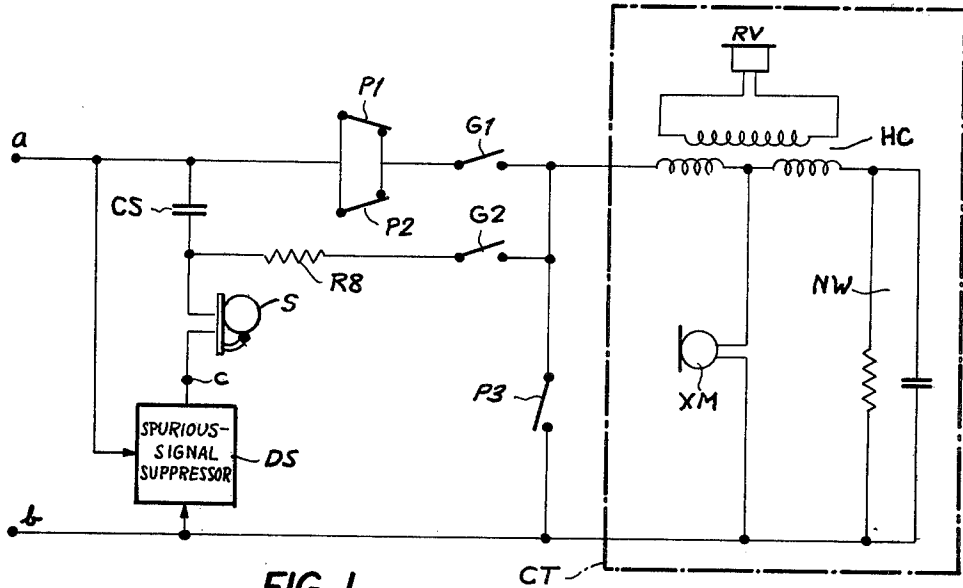 RV
P1
a
G1
HC
CS
P2
G2
R8
NW
S
XM
c
P3
SPURIOUS-
SIGNAL
SUPPRESSOR
DS
b
CT
FIG. 1